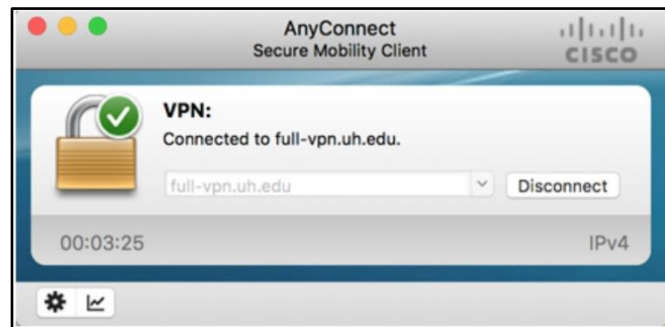 AnyConnect
Secure Mobility Client
CISCO
VPN:
Connected to full-vpn.uh.edu.
full-vpn.uh.edu
Disconnect
00:03:25
IPv4